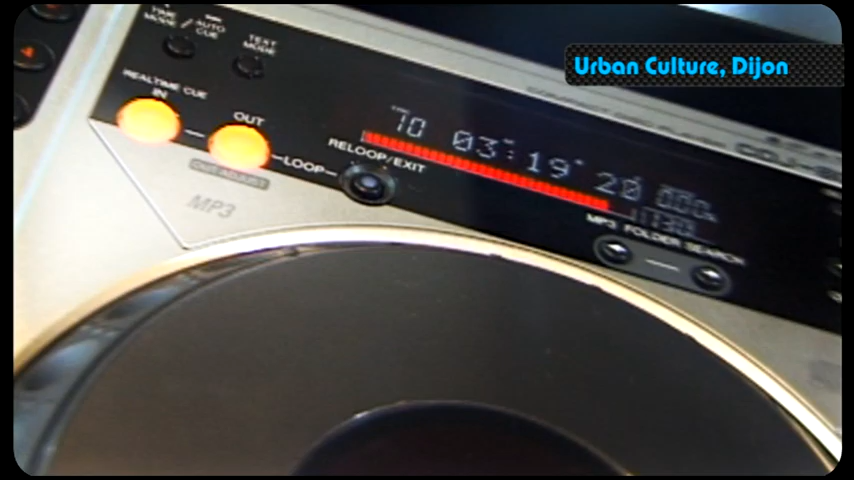 TIME
MODE / AUTO
CUE
TEXT
MODE
Urban Culture, Dijon
REALTIME CUE
IN
OUT
LOOP
RELOOP/EXIT
OUT ADJUST
MP3
10 03:19 20
MP3 FOLDER SEARCH